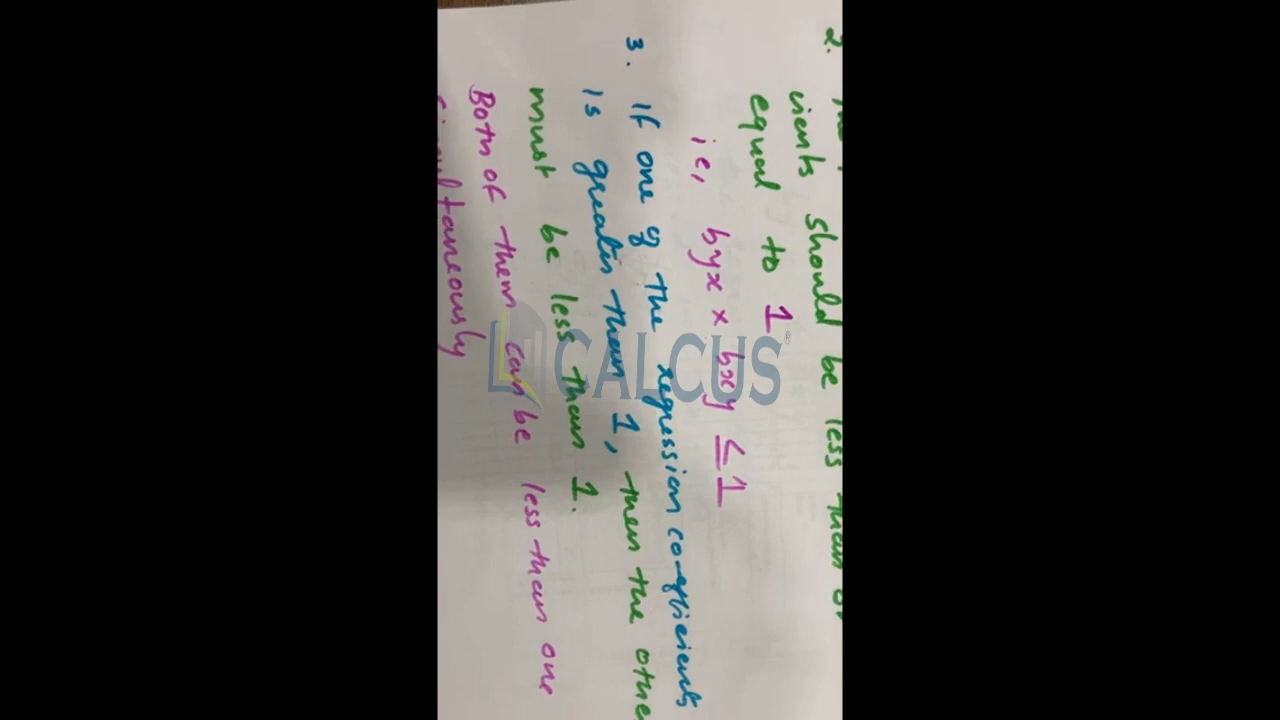 2.
cients should be less than or
equal to 1
ie, byx x bxy ≤ 1
3. If one of the regression co-efficients
is greater than 1, then the other
must be less than 1.
Both of them can be less than one
simultaneously
CALCUS